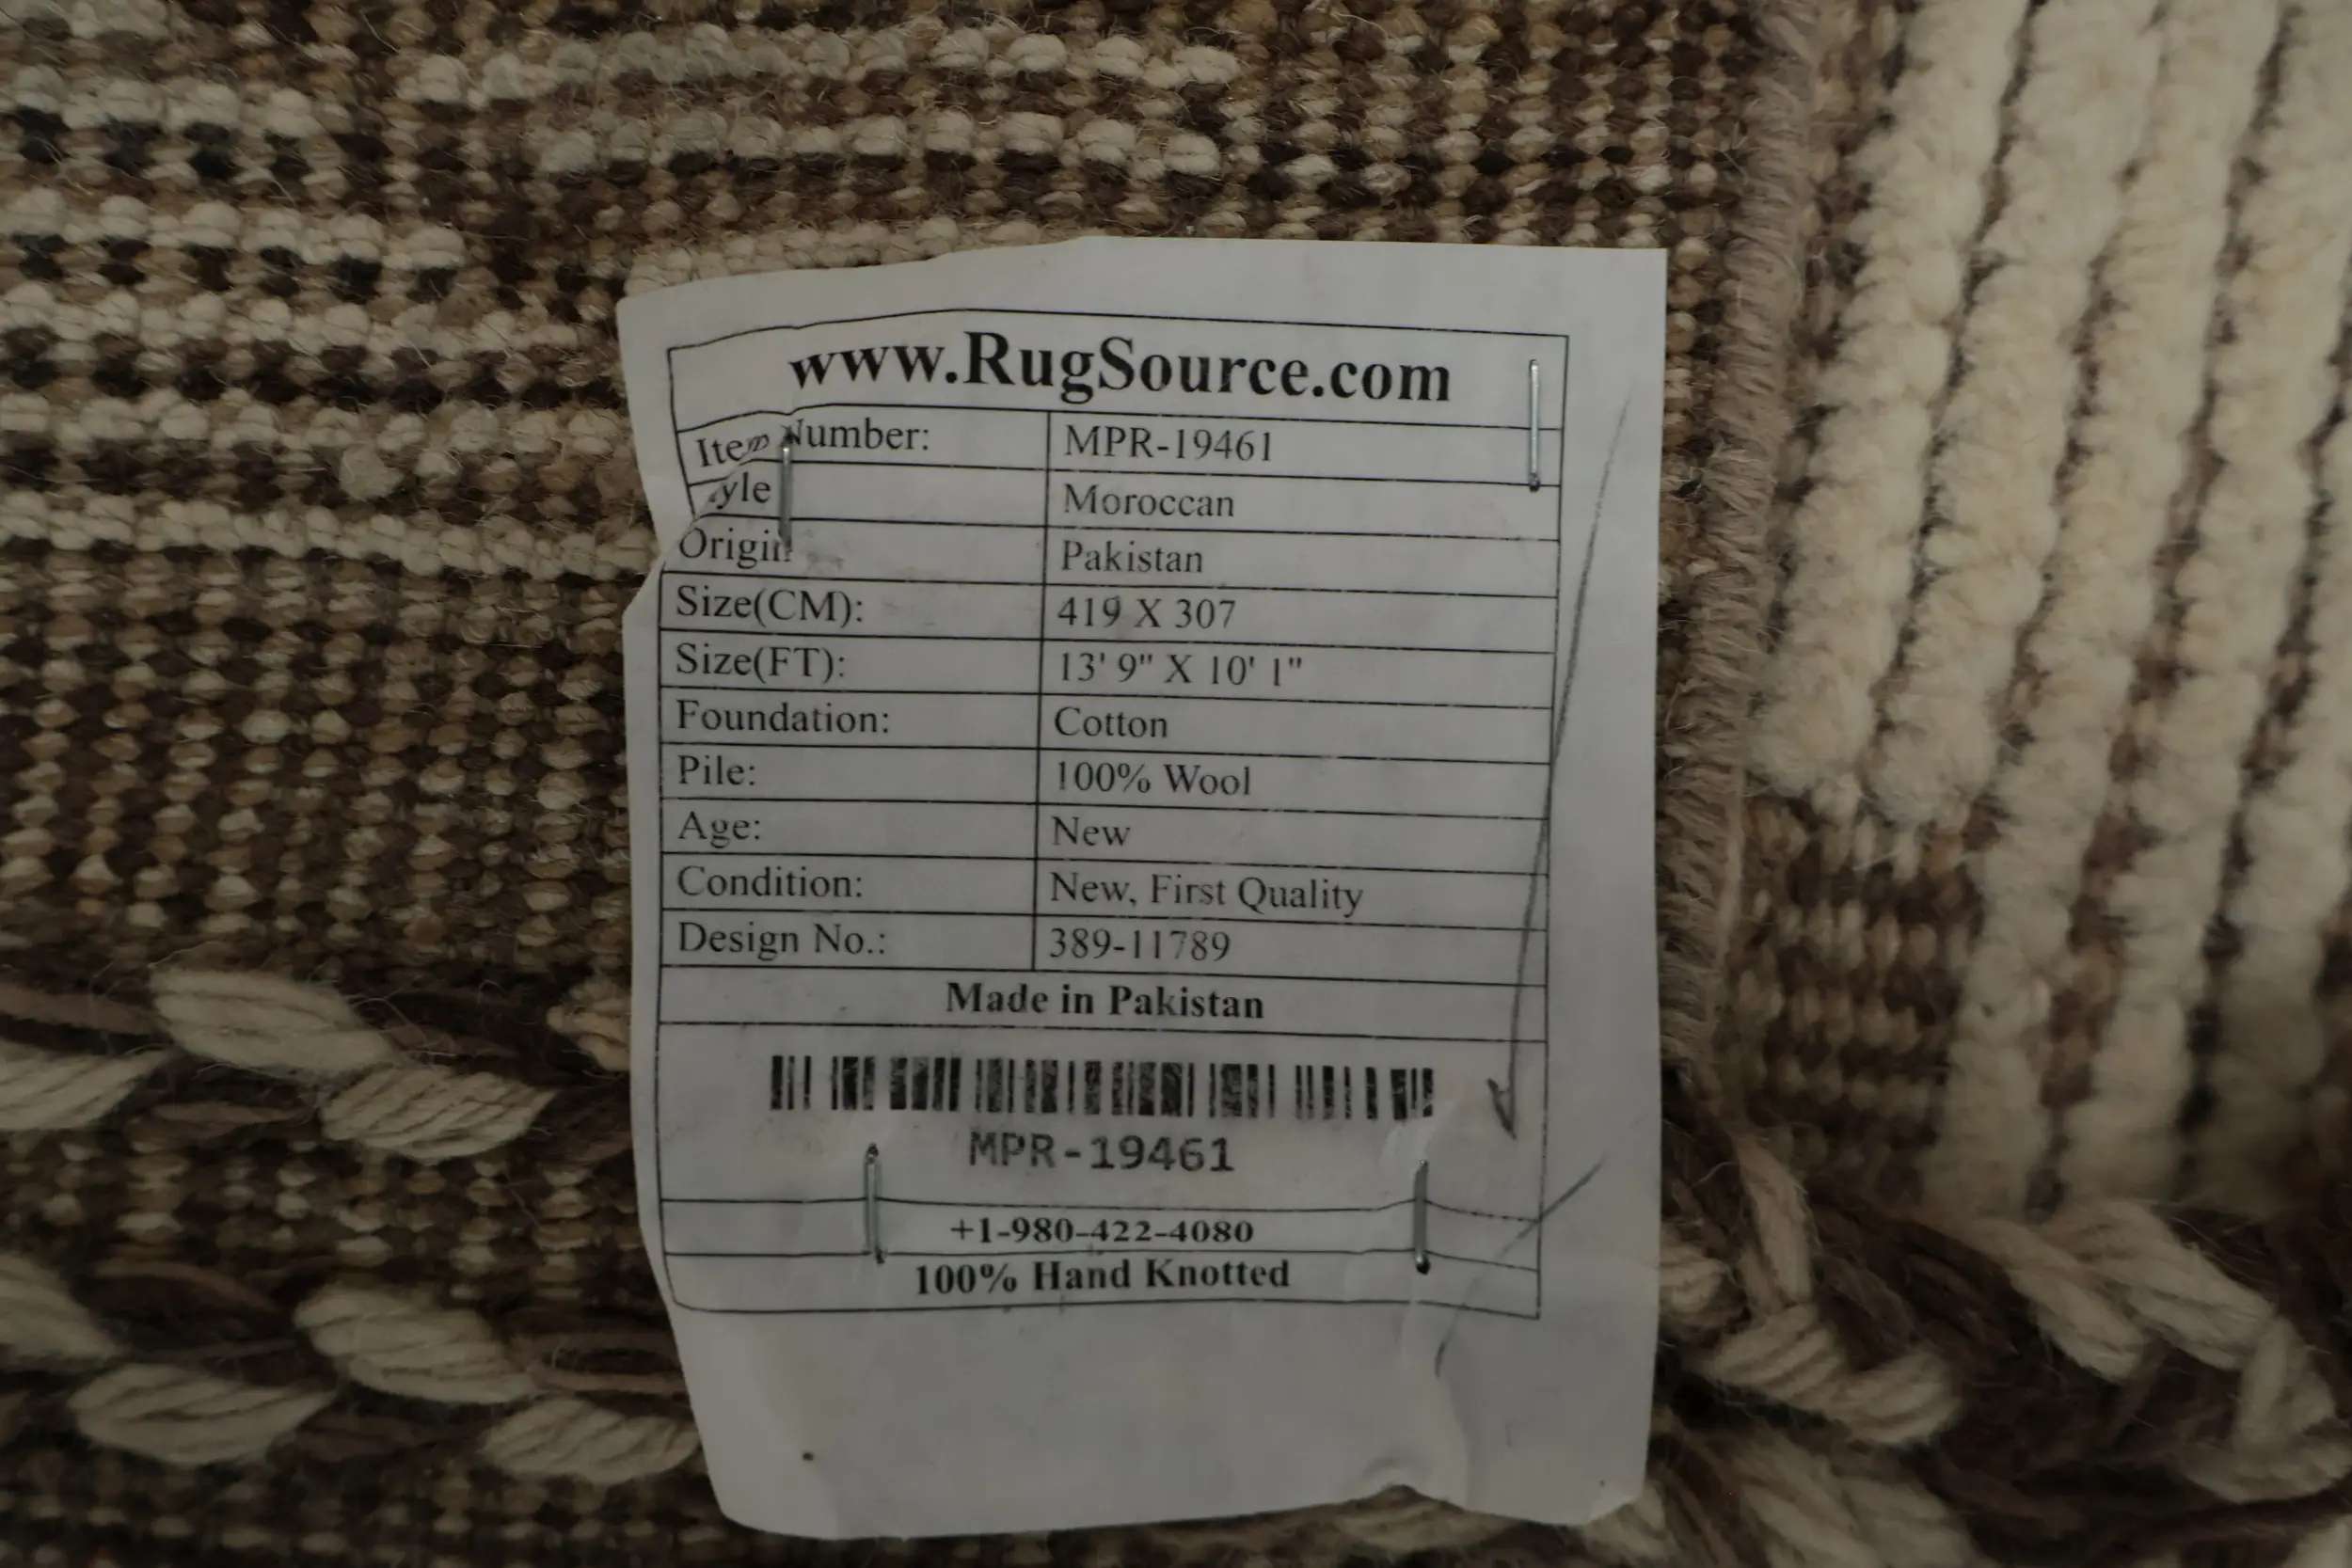 www.RugSource.com
Item Number: MPR-19461
yle Moroccan
Origin Pakistan
Size(CM): 419 X 307
Size(FT): 13' 9" X 10' 1"
Foundation: Cotton
Pile: 100% Wool
Age: New
Condition: New, First Quality
Design No.: 389-11789
Made in Pakistan
MPR-19461
+1-980-422-4080
100% Hand Knotted